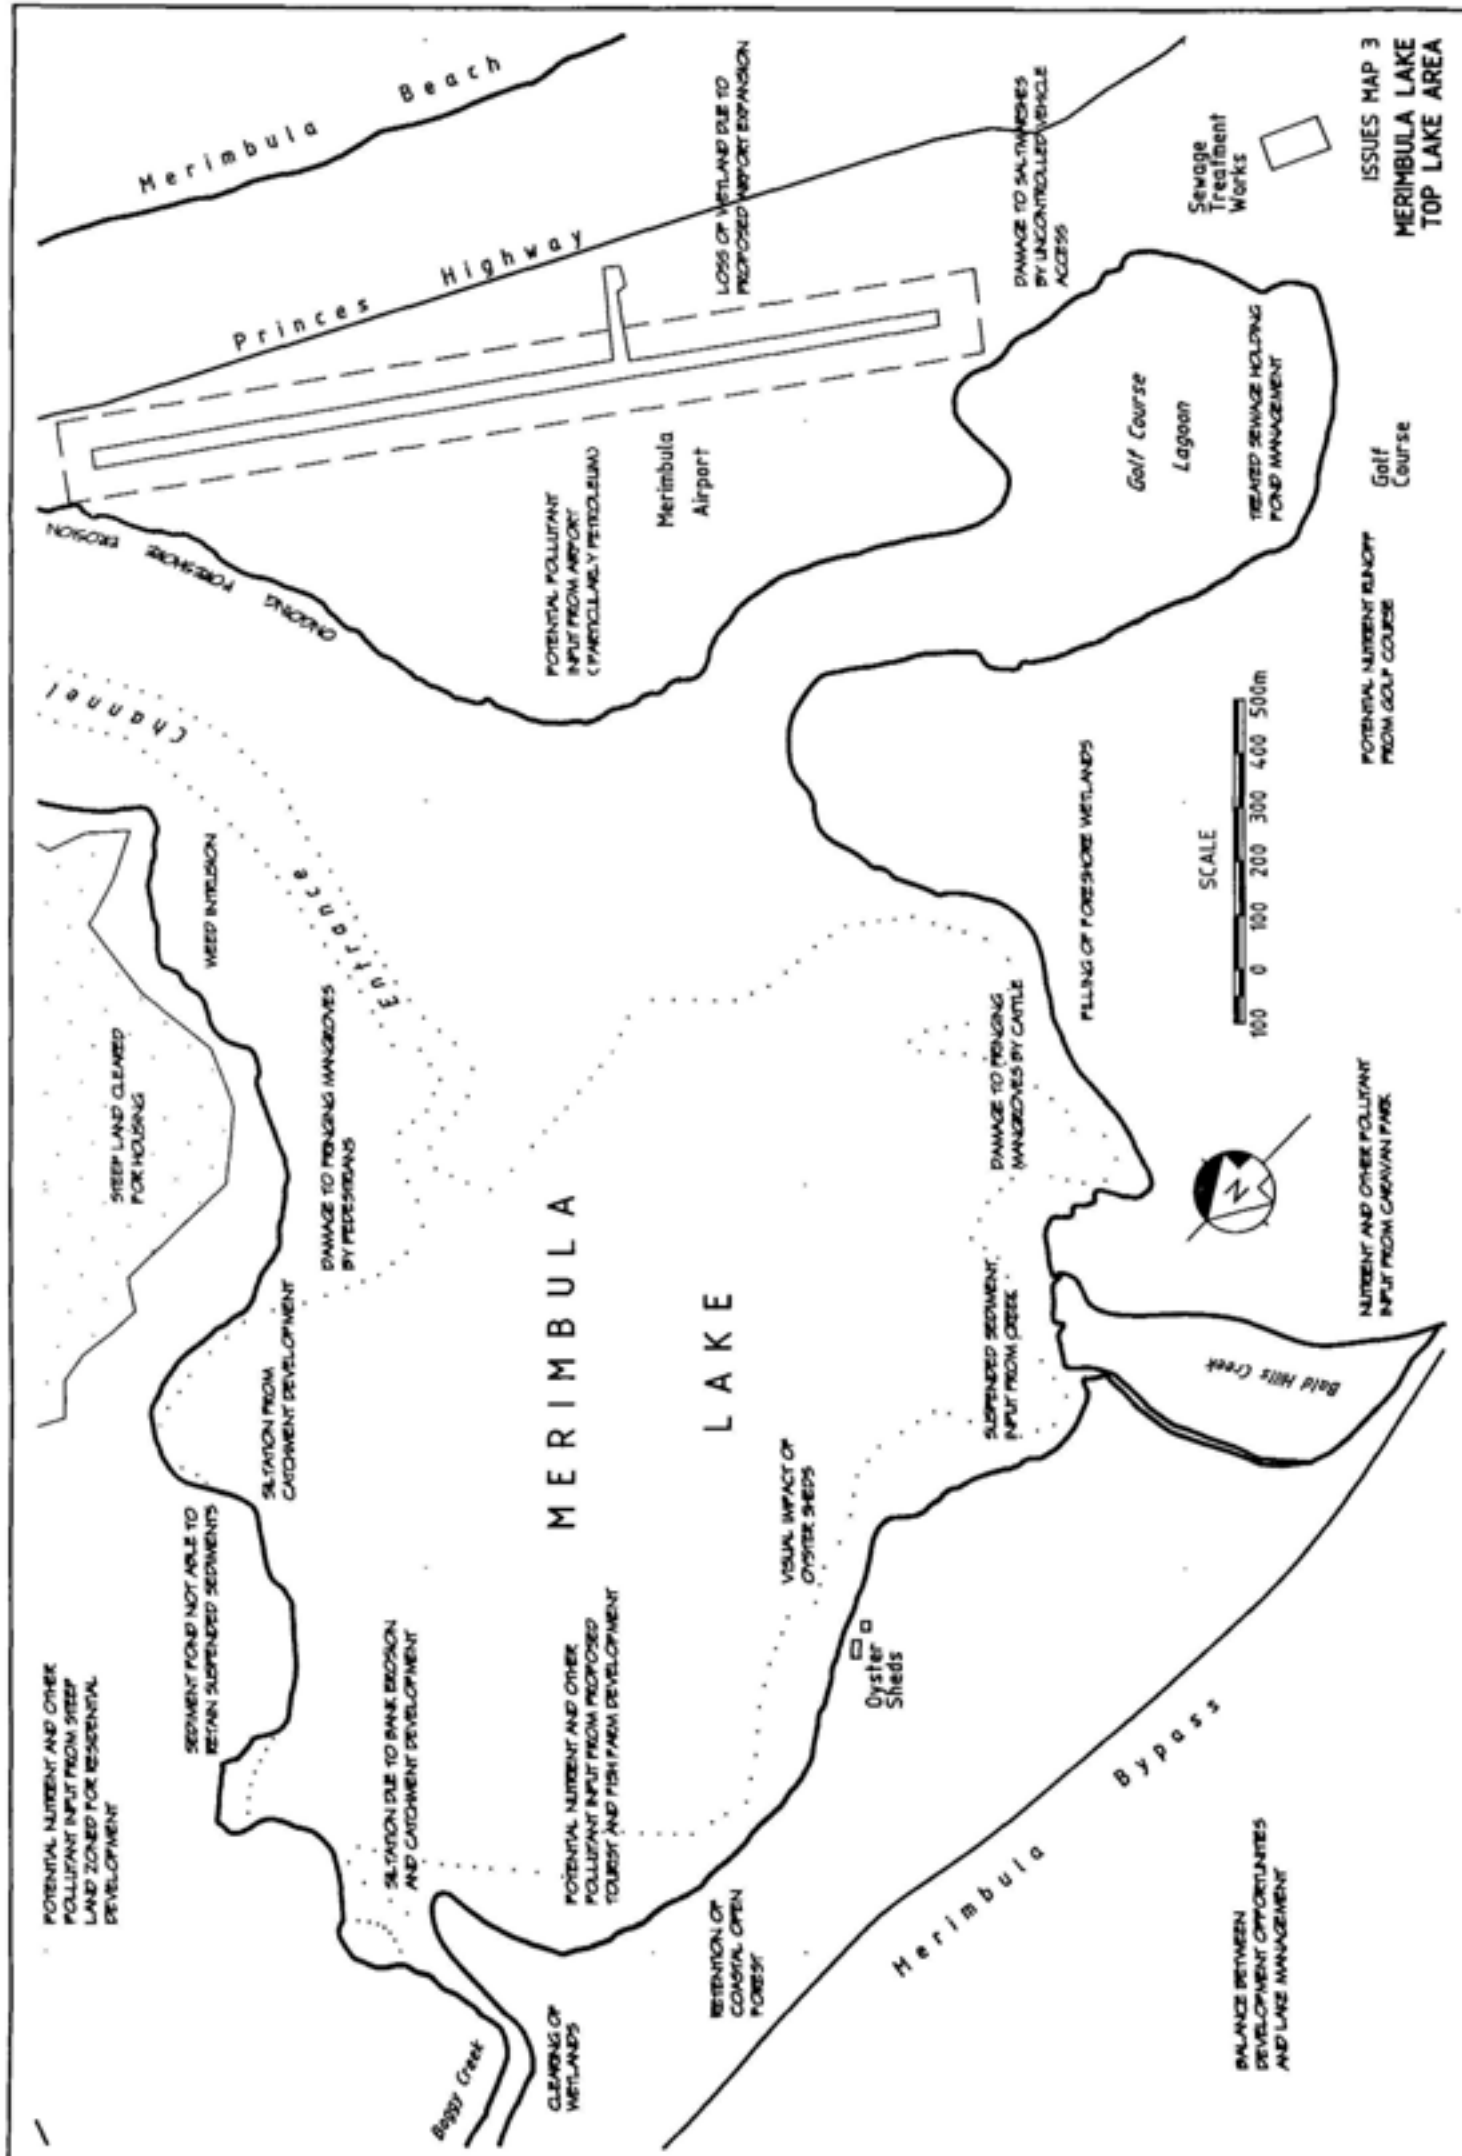 POTENTIAL NUTRIENT AND OTHER
POLLUTANT INPUT FROM STEEP
LAND ZONED FOR RESIDENTIAL
DEVELOPMENT
SEDIMENT POND NOT ABLE TO
RETAIN SUSPENDED SEDIMENTS
SILTATION FROM
CATCHMENT DEVELOPMENT
STEEP LAND CLEARED
FOR HOUSING
WEED INTRUSION
DAMAGE TO FRINGING MANGROVES
BY PEDESTRIANS
Entrance Channel
ONGOING FORESHORE EROSION
Merimbula Beach
Princes Highway
Boggy Creek
CLEARING OF
WETLANDS
SILTATION DUE TO BANK EROSION
AND CATCHMENT DEVELOPMENT
POTENTIAL NUTRIENT AND OTHER
POLLUTANT INPUT FROM PROPOSED
TOURIST AND FISH FARM DEVELOPMENT
MERIMBULA
LAKE
POTENTIAL POLLUTANT
INPUT FROM AIRPORT
(PARTICULARLY PETROLEUM)
Merimbula
Airport
LOSS OF WETLAND DUE TO
PROPOSED AIRPORT EXPANSION
RETENTION OF
COASTAL OPEN
FOREST
VISUAL IMPACT OF
OYSTER SHEDS
Oyster
Sheds
SUSPENDED SEDIMENT
INPUT FROM CREEK
DAMAGE TO FRINGING
MANGROVES BY CATTLE
FILLING OF FORESHORE WETLANDS
DAMAGE TO SALTMARSHES
BY UNCONTROLLED VEHICLE
ACCESS
Golf Course
Lagoon
TREATED SEWAGE HOLDING
POND MANAGEMENT
Sewage
Treatment
Works
Merimbula Bypass
Bald Hills Creek
N
SCALE
100 0 100 200 300 400 500m
BALANCE BETWEEN
DEVELOPMENT OPPORTUNITIES
AND LAKE MANAGEMENT
NUTRIENT AND OTHER POLLUTANT
INPUT FROM CARAVAN PARK
POTENTIAL NUTRIENT RUNOFF
FROM GOLF COURSE
Golf
Course
ISSUES MAP 3
MERIMBULA LAKE
TOP LAKE AREA